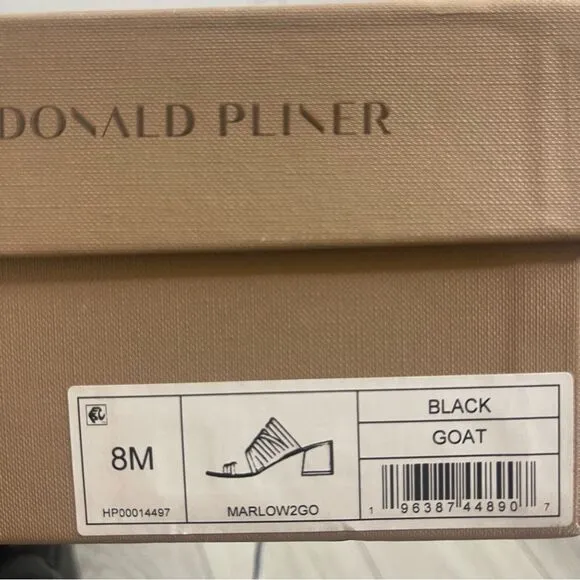 DONALD PLINER
8M
HP00014497
MARLOW2GO
BLACK
GOAT
1 96387 44890 7